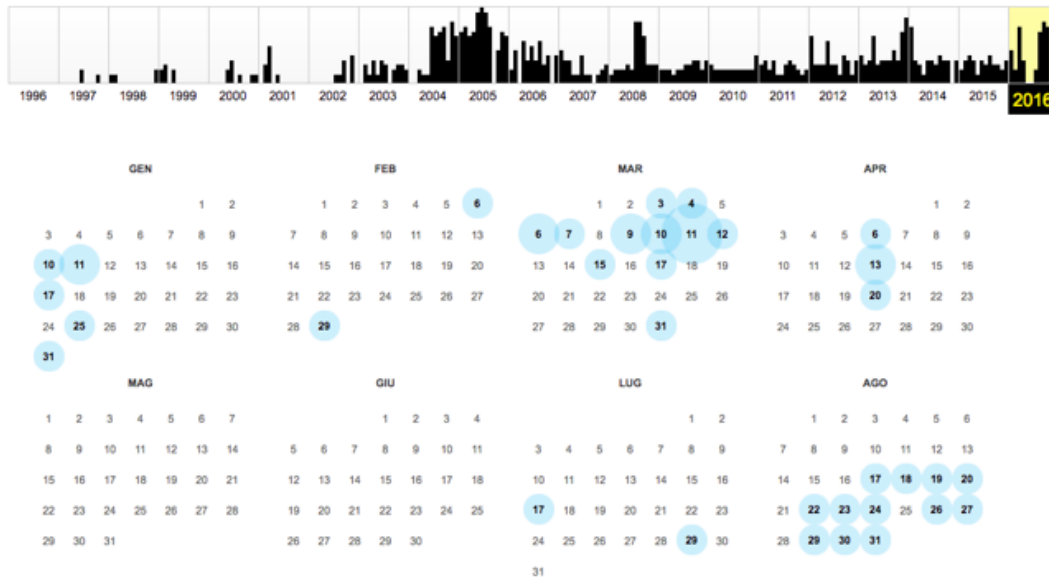 1996 1997 1998 1999 2000 2001 2002 2003 2004 2005 2006 2007 2008 2009 2010 2011 2012 2013 2014 2015 2016
GEN FEB MAR APR
1 2 1 2 3 4 5 6 1 2 3 4 5 1 2
3 4 5 6 7 8 9 7 8 9 10 11 12 13 6 7 8 9 10 11 12 3 4 5 6 7 8 9
10 11 12 13 14 15 16 14 15 16 17 18 19 20 13 14 15 16 17 18 19 10 11 12 13 14 15 16
17 18 19 20 21 22 23 21 22 23 24 25 26 27 20 21 22 23 24 25 26 17 18 19 20 21 22 23
24 25 26 27 28 29 30 28 29 27 28 29 30 31 24 25 26 27 28 29 30
31
MAG GIU LUG AGO
1 2 3 4 5 6 7 1 2 3 4 1 2 1 2 3 4 5 6
8 9 10 11 12 13 14 5 6 7 8 9 10 11 3 4 5 6 7 8 9 7 8 9 10 11 12 13
15 16 17 18 19 20 21 12 13 14 15 16 17 18 10 11 12 13 14 15 16 14 15 16 17 18 19 20
22 23 24 25 26 27 28 19 20 21 22 23 24 25 17 18 19 20 21 22 23 21 22 23 24 25 26 27
29 30 31 26 27 28 29 30 24 25 26 27 28 29 30 28 29 30 31
31